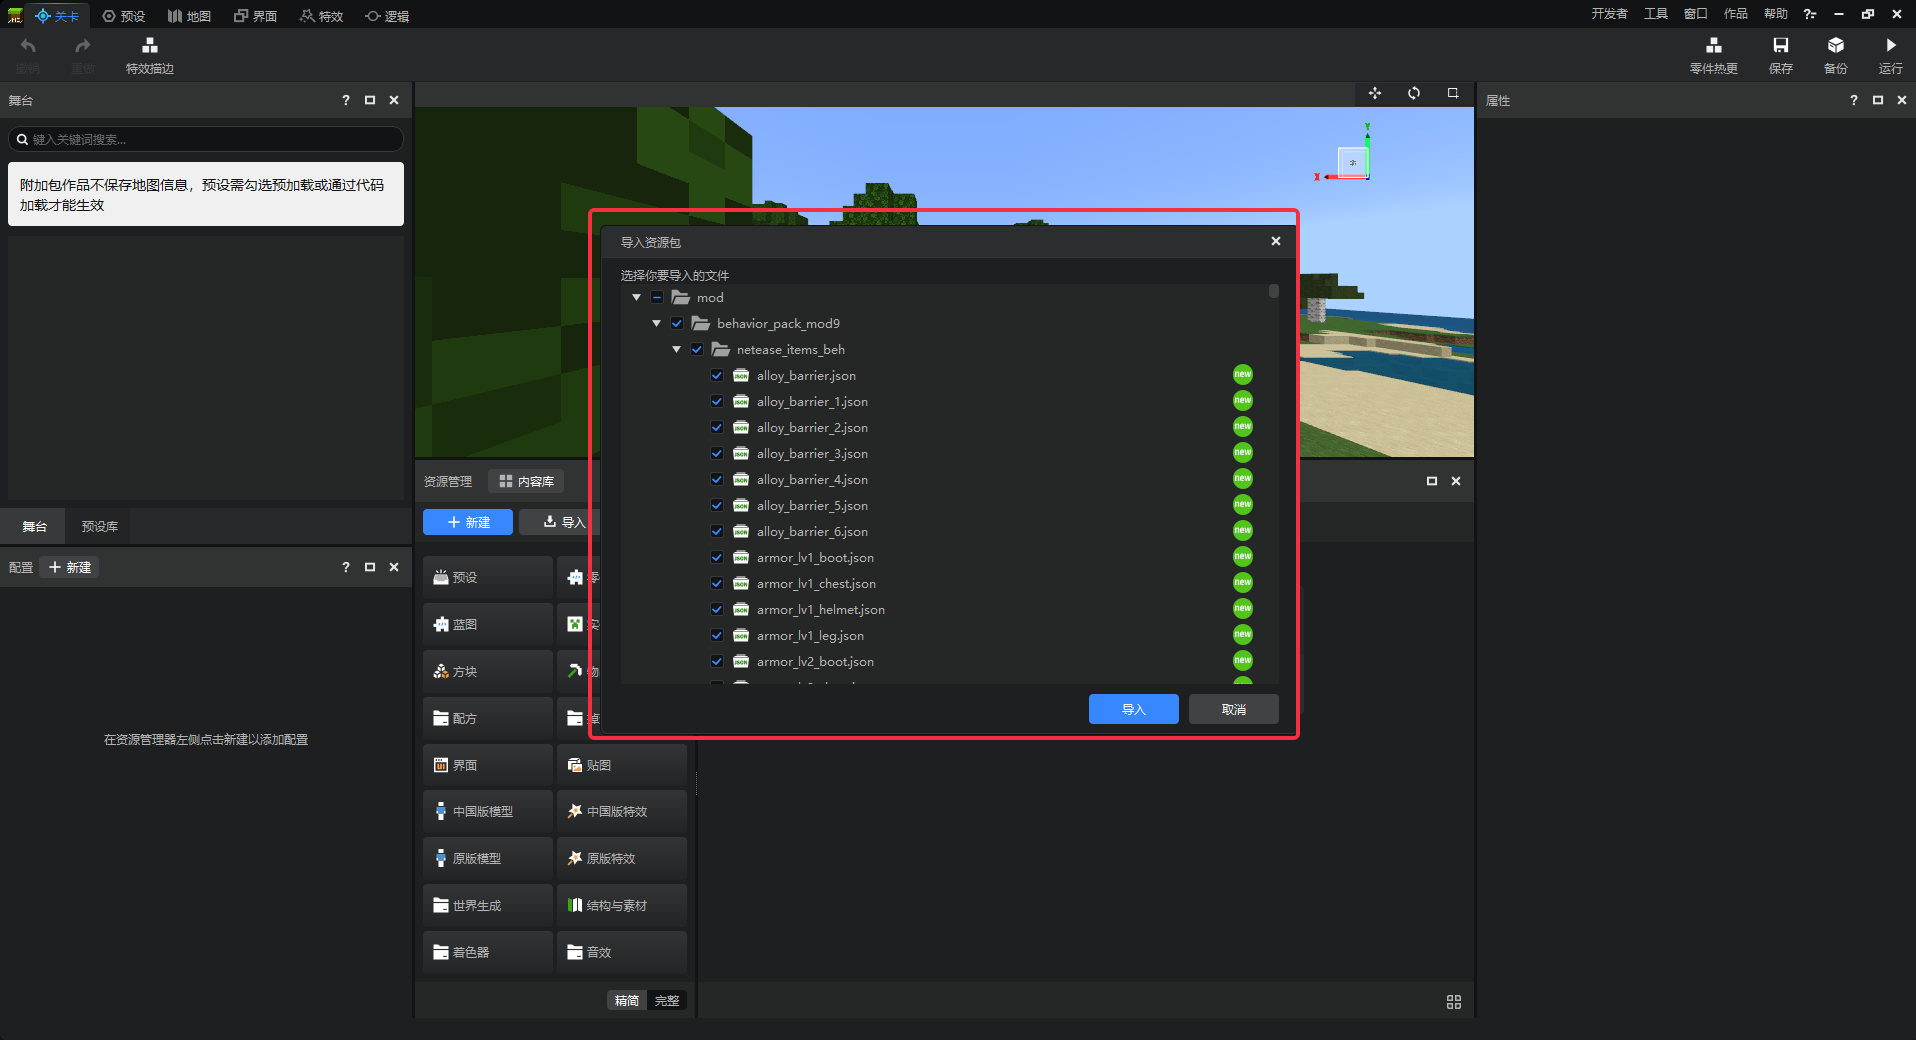 关卡 预设 地图 界面 特效 逻辑
开发者 工具 窗口 作品 帮助
撤销 重做 特效描边
零件热更 保存 备份 运行
舞台
键入关键词搜索...
附加包作品不保存地图信息，预设需勾选预加载或通过代码
加载才能生效
舞台 预设库
配置 新建
在资源管理器左侧点击新建以添加配置
Y
X
北
属性
资源管理 内容库
新建 导入
预设
蓝图
方块
配方
界面 贴图
中国版模型 中国版特效
原版模型 原版特效
世界生成 结构与素材
着色器 音效
精简 完整
导入资源包
选择你要导入的文件
mod
behavior_pack_mod9
netease_items_beh
alloy_barrier.json new
alloy_barrier_1.json new
alloy_barrier_2.json new
alloy_barrier_3.json new
alloy_barrier_4.json new
alloy_barrier_5.json new
alloy_barrier_6.json new
armor_lv1_boot.json new
armor_lv1_chest.json new
armor_lv1_helmet.json new
armor_lv1_leg.json new
armor_lv2_boot.json new
导入 取消